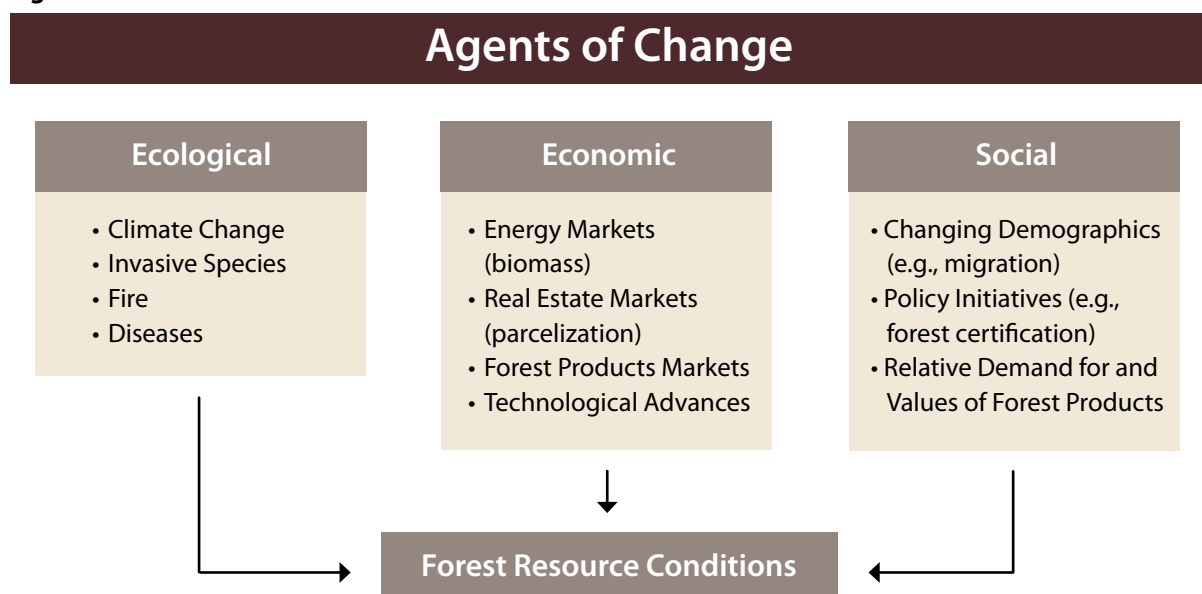 Agents of Change
Ecological
• Climate Change
• Invasive Species
• Fire
• Diseases
Economic
• Energy Markets
(biomass)
• Real Estate Markets
(parcelization)
• Forest Products Markets
• Technological Advances
Social
• Changing Demographics
(e.g., migration)
• Policy Initiatives (e.g.,
forest certification)
• Relative Demand for and
Values of Forest Products
Forest Resource Conditions